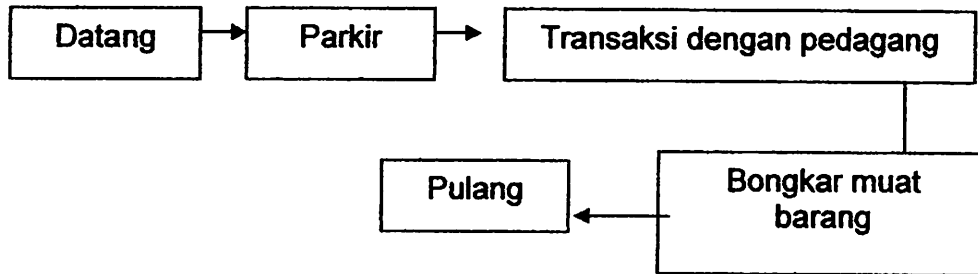 Datang
Parkir
Transaksi dengan pedagang
Bongkar muat
barang
Pulang